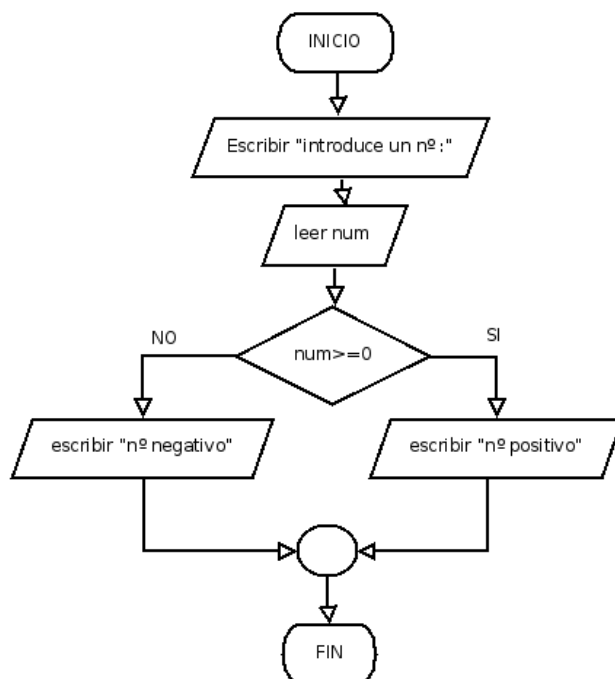 INICIO
Escribir "introduce un nº :"
leer num
NO
SI
num>=0
escribir "nº negativo"
escribir "nº positivo"
FIN